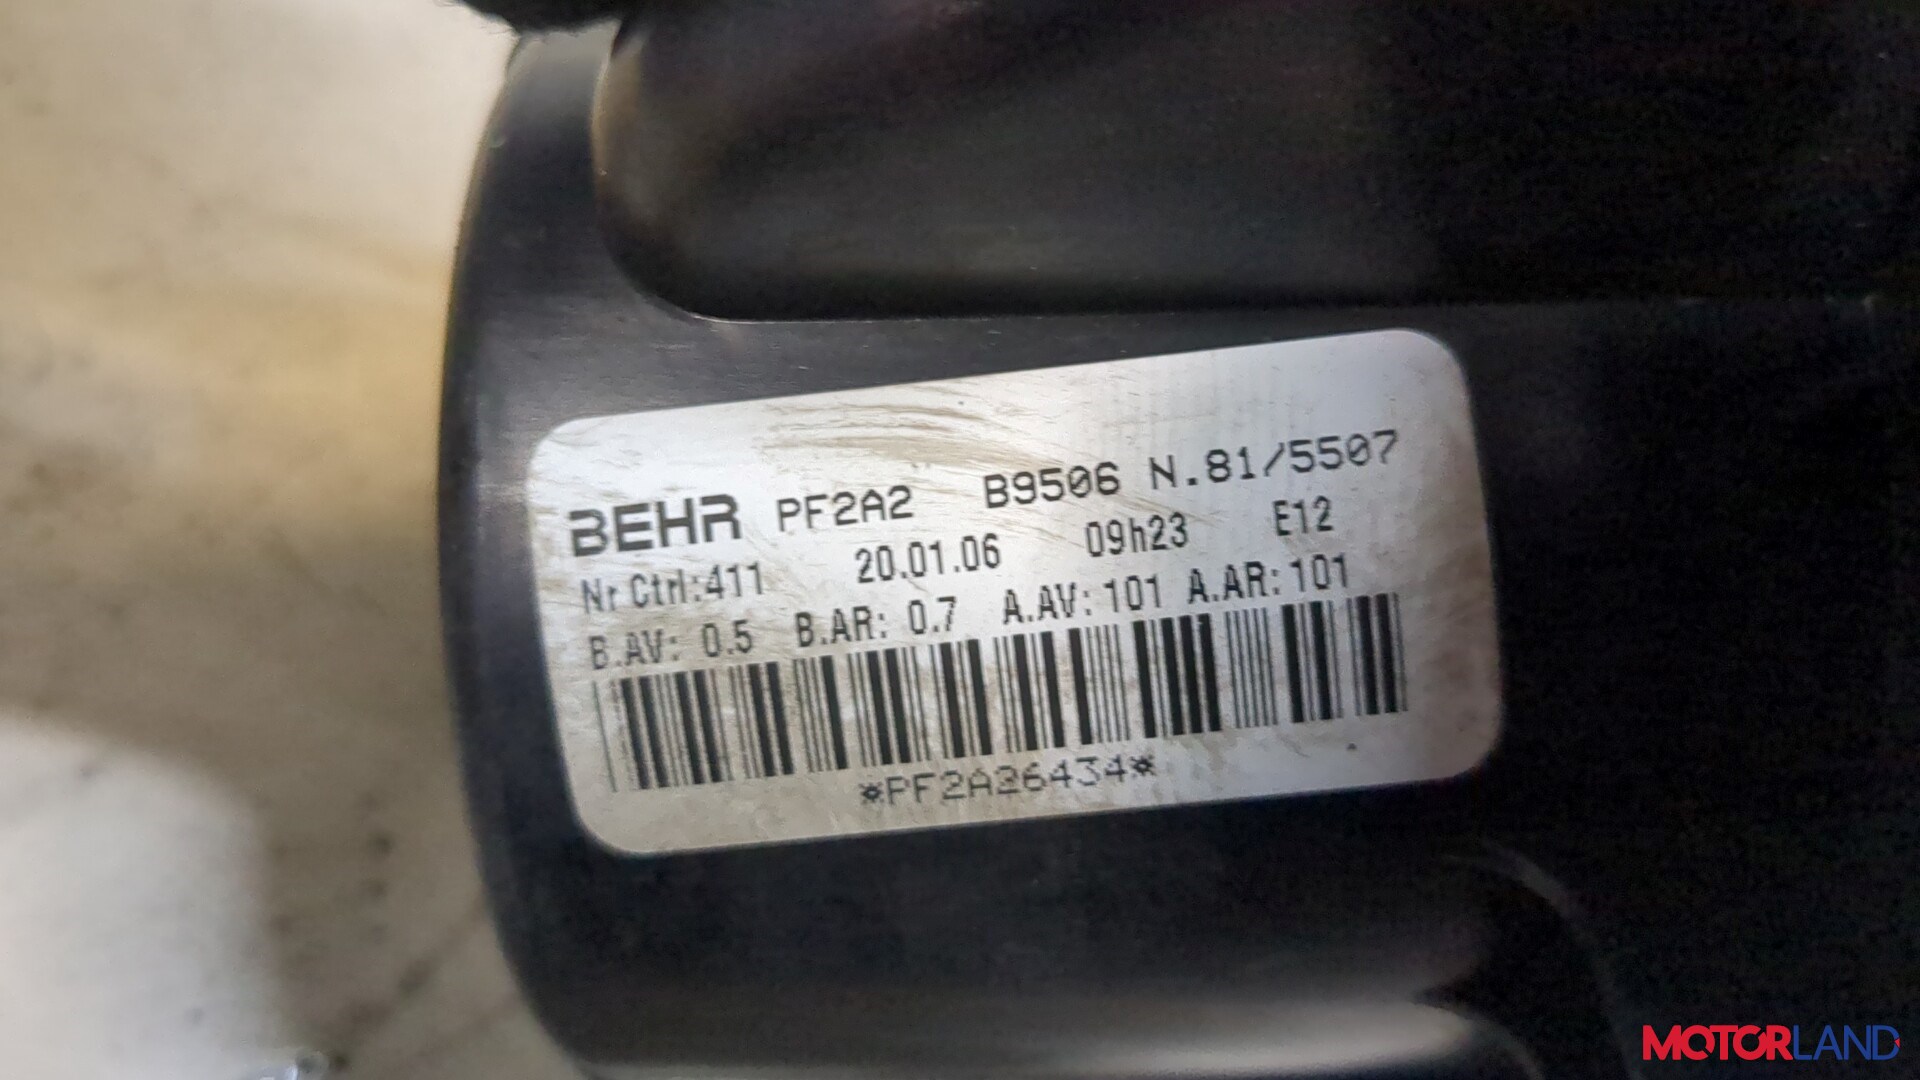 BEHR PF2A2 B9506 N.81/5507
Nr Ctrl:411 20.01.06 09h23 E12
B.AV: 0.5 B.AR: 0.7 A.AV: 101 A.AR: 101
*PF2A26434*
MOTORLAND